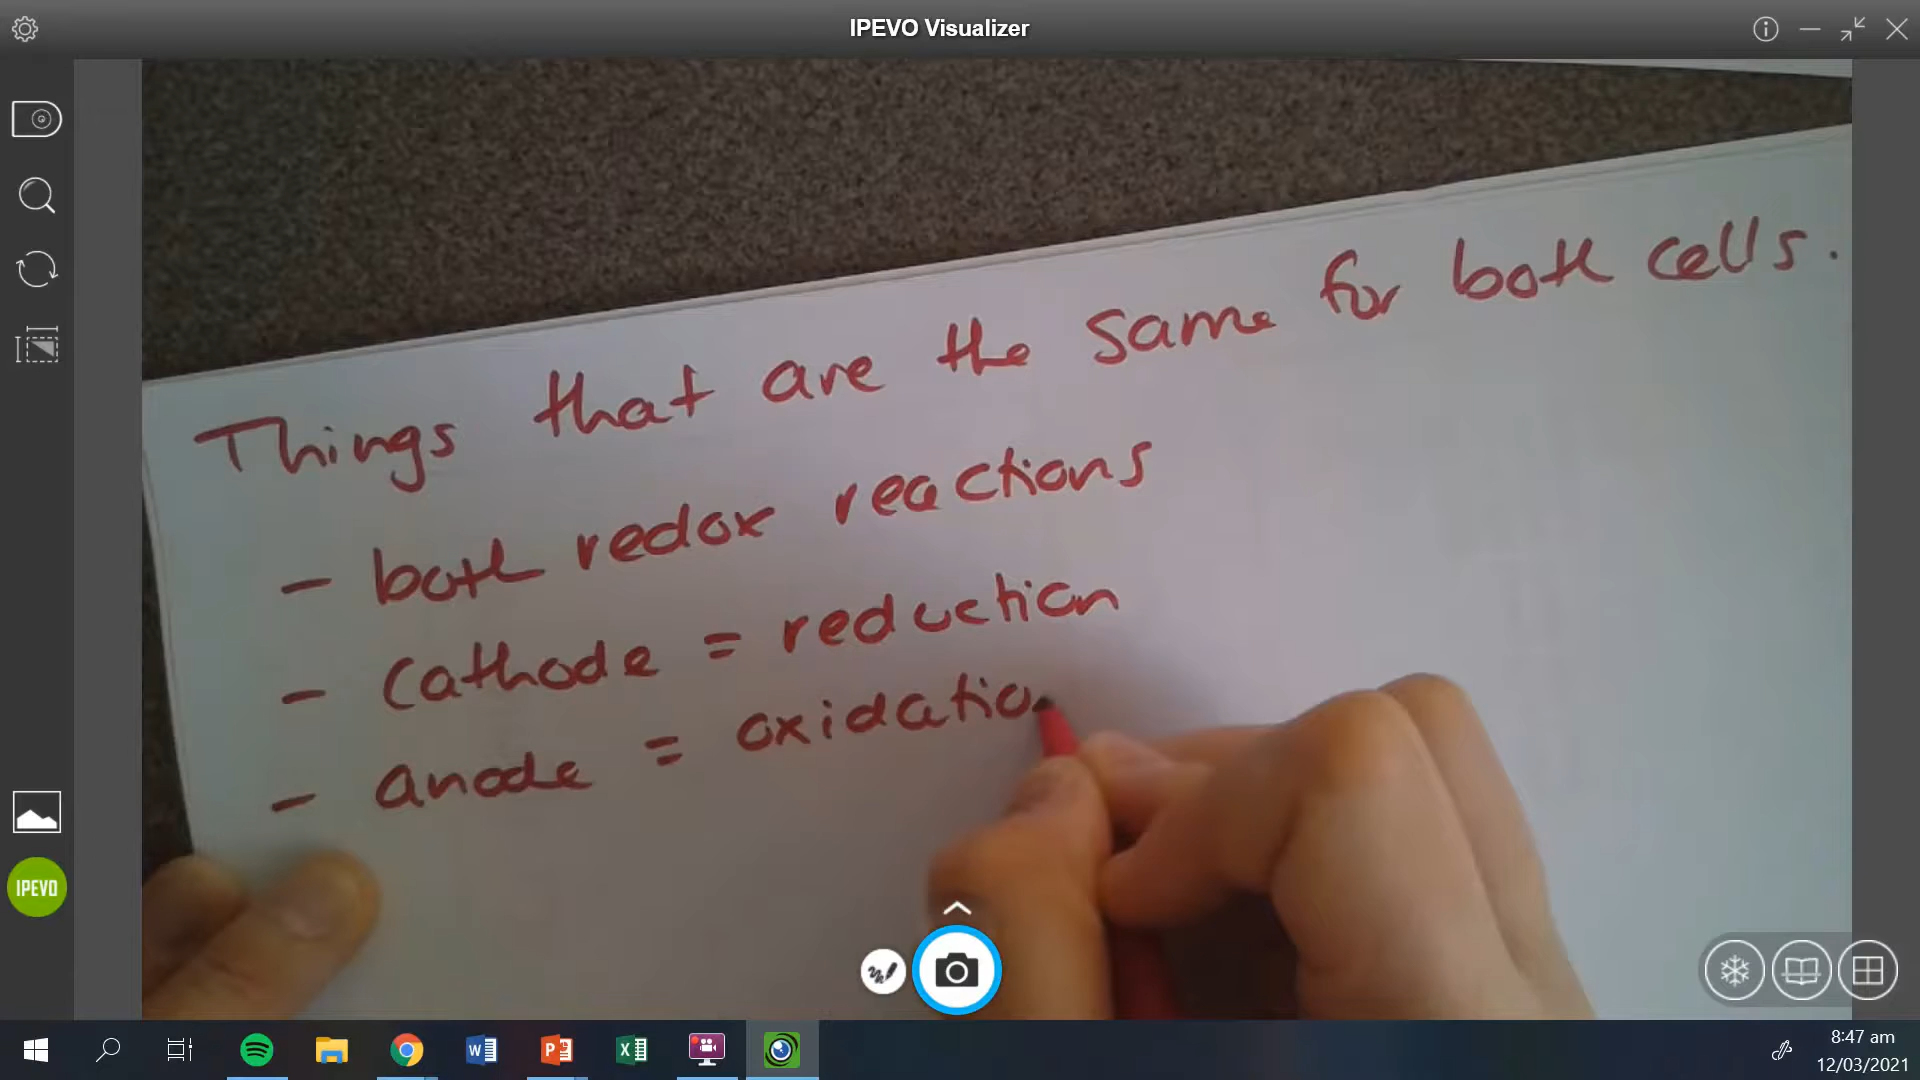 IPEVO Visualizer
Things that are the same for both cells.
- both redox reactions
- cathode = reduction
- anode = oxidatio
IPEVO
8:47 am
12/03/2021